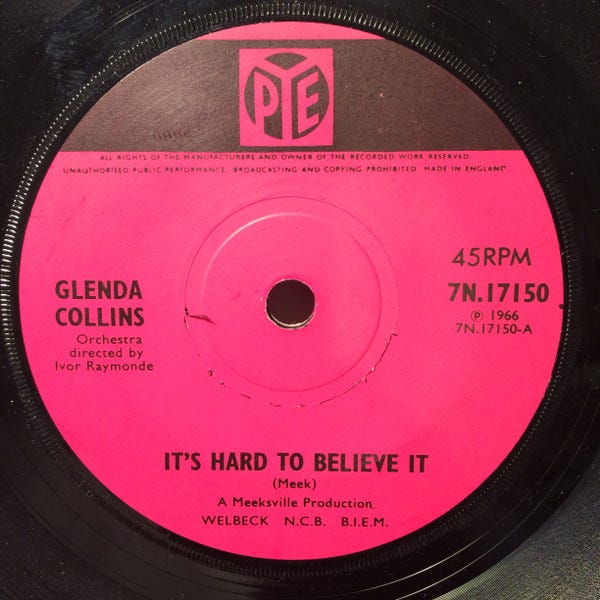 PYE
ALL RIGHTS OF THE MANUFACTURERS AND OWNER OF THE RECORDED WORK RESERVED.
UNAUTHORISED PUBLIC PERFORMANCE, BROADCASTING AND COPYING PROHIBITED MADE IN ENGLAND
45RPM
GLENDA
COLLINS
Orchestra
directed by
Ivor Raymonde
7N.17150
Ⓟ 1966
7N.17150-A
IT'S HARD TO BELIEVE IT
(Meek)
A Meeksville Production
WELBECK N.C.B. B.I.E.M.